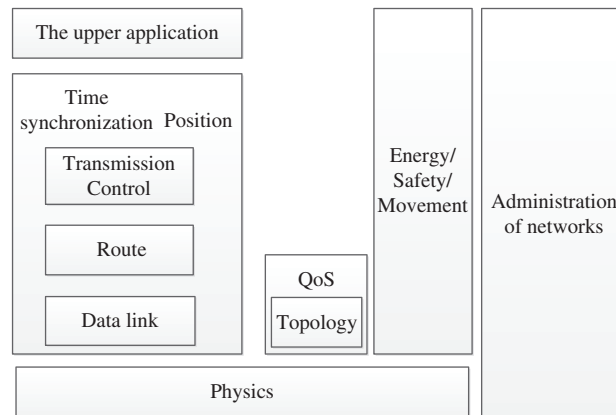 The upper application
Time
synchronization Position
Transmission
Control
Route
Data link
QoS
Topology
Energy/
Safety/
Movement
Administration
of networks
Physics